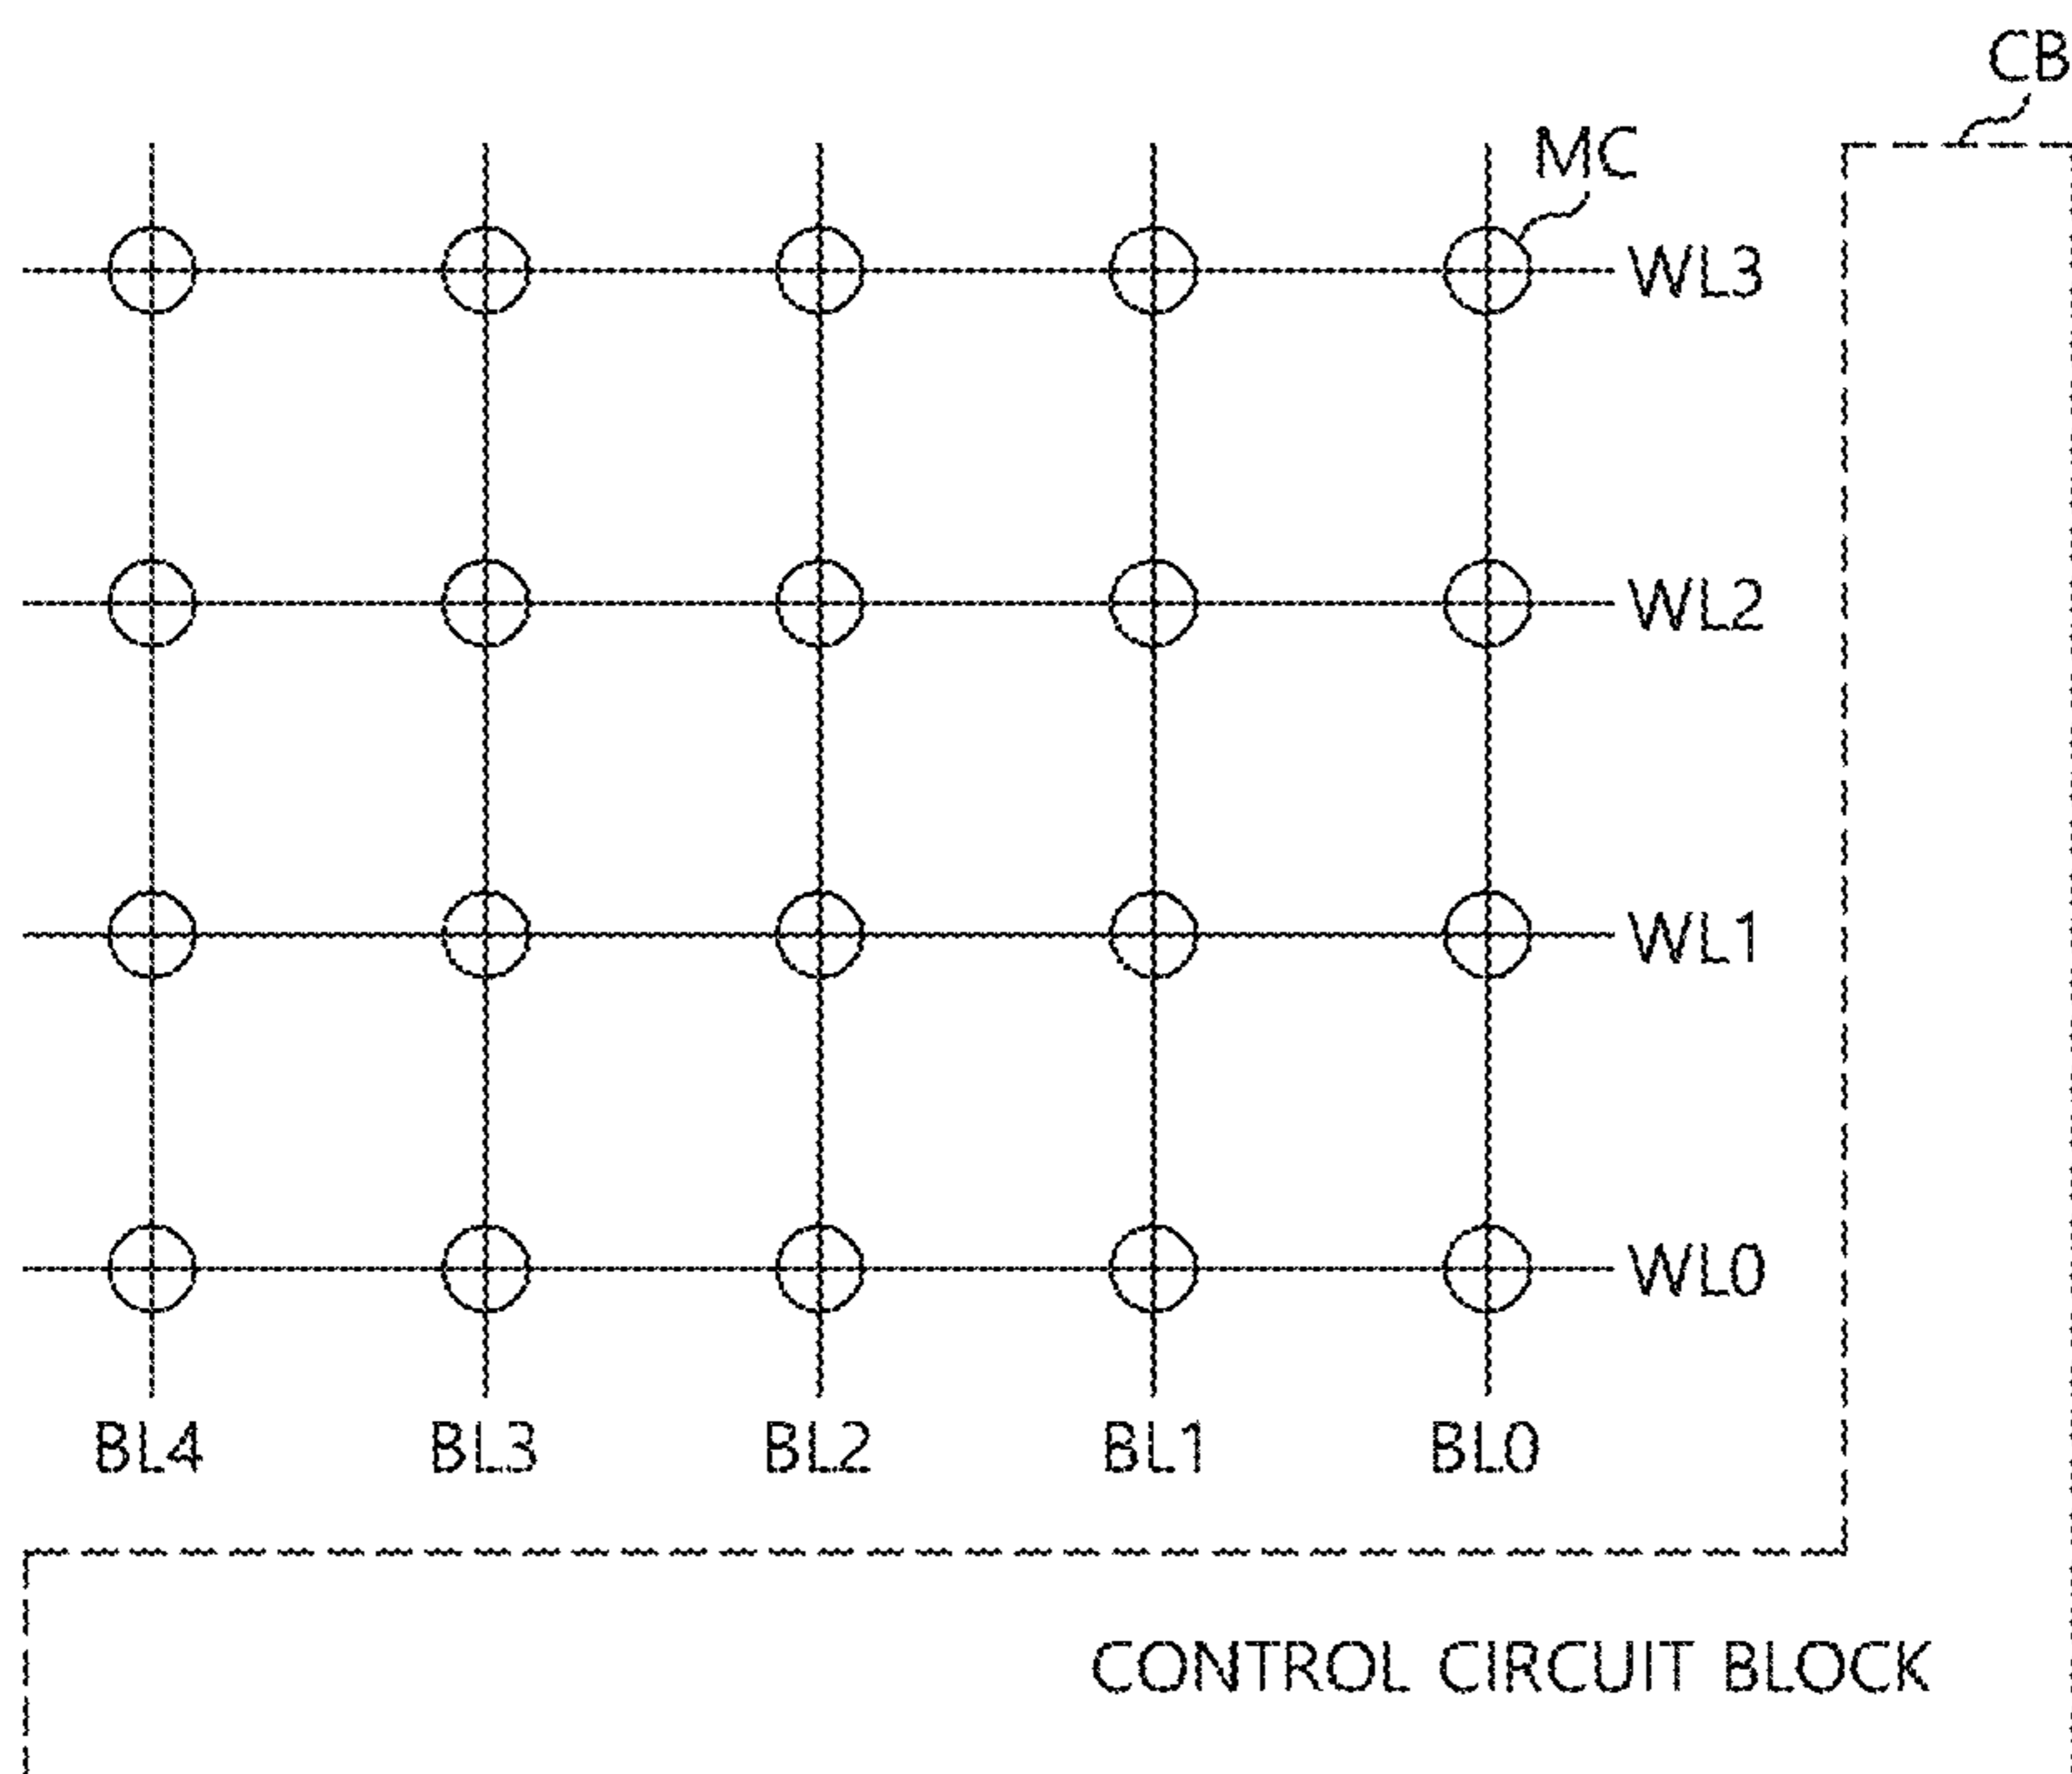 CB
MC
WL3
WL2
WL1
WL0
BL4 BL3 BL2 BL1 BL0
CONTROL CIRCUIT BLOCK